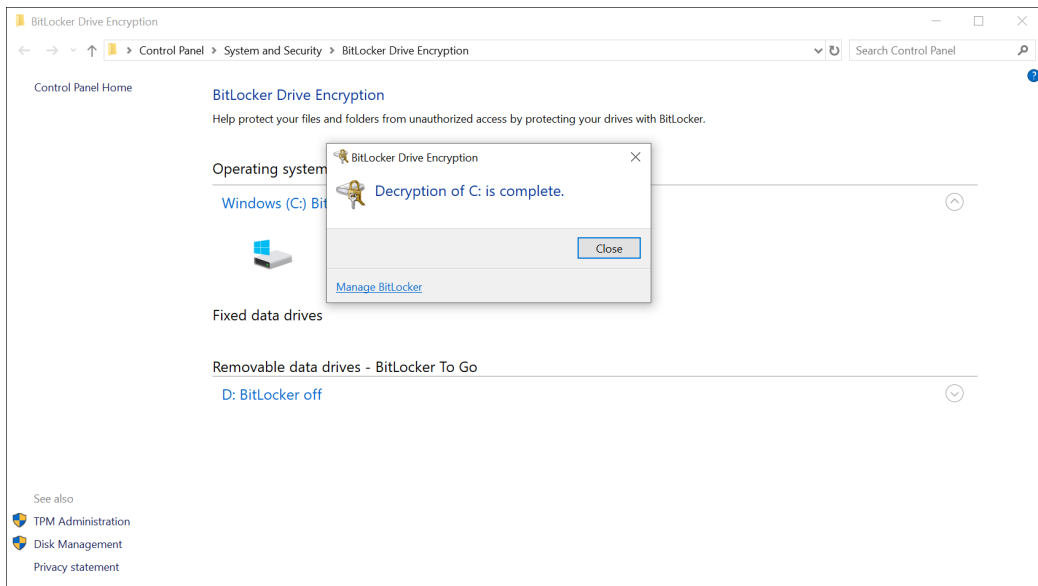 BitLocker Drive Encryption
Control Panel > System and Security > BitLocker Drive Encryption
Search Control Panel
?
Control Panel Home
BitLocker Drive Encryption
Help protect your files and folders from unauthorized access by protecting your drives with BitLocker.
Operating system
Windows (C:) Bit
BitLocker Drive Encryption
Decryption of C: is complete.
Close
Manage BitLocker
Fixed data drives
Removable data drives - BitLocker To Go
D: BitLocker off
See also
TPM Administration
Disk Management
Privacy statement